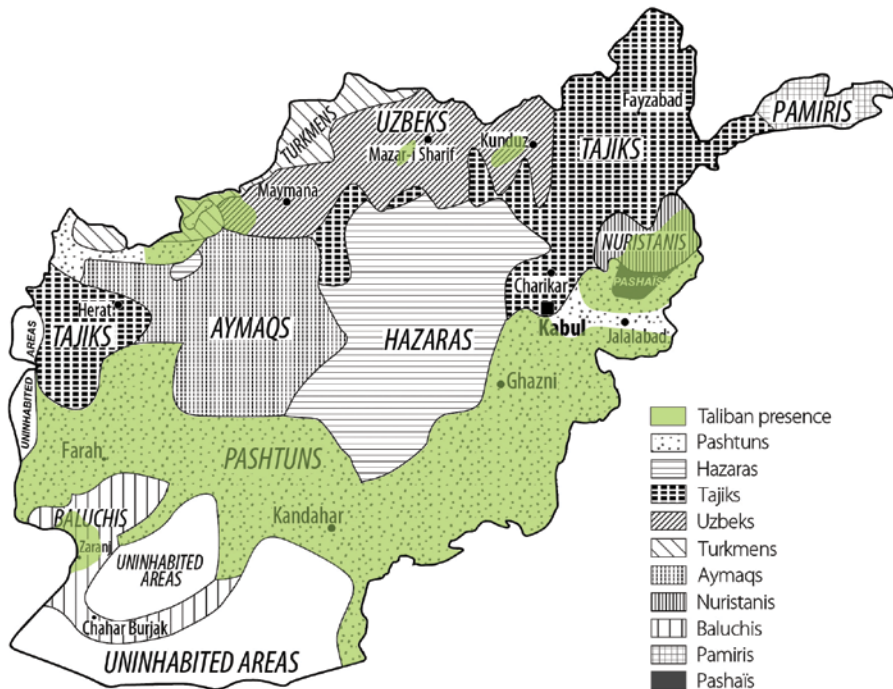 Fayzabad
PAMIRIS
UZBEKS
TURKMENS
Mazar-i Sharif
Kunduz
TAJIKS
Maymana
NURISTANIS
PASHAÏS
Charikar
Herat
TAJIKS
AYMAQS
HAZARAS
Kabul
Jalalabad
UNINHABITED AREAS
UNINHABITED AREAS
Ghazni
Farah
PASHTUNS
Kandahar
BALUCHIS
Zaranj
UNINHABITED
AREAS
Chahar Burjak
UNINHABITED AREAS
Taliban presence
Pashtuns
Hazaras
Tajiks
Uzbeks
Turkmens
Aymaqs
Nuristanis
Baluchis
Pamiris
Pashaïs